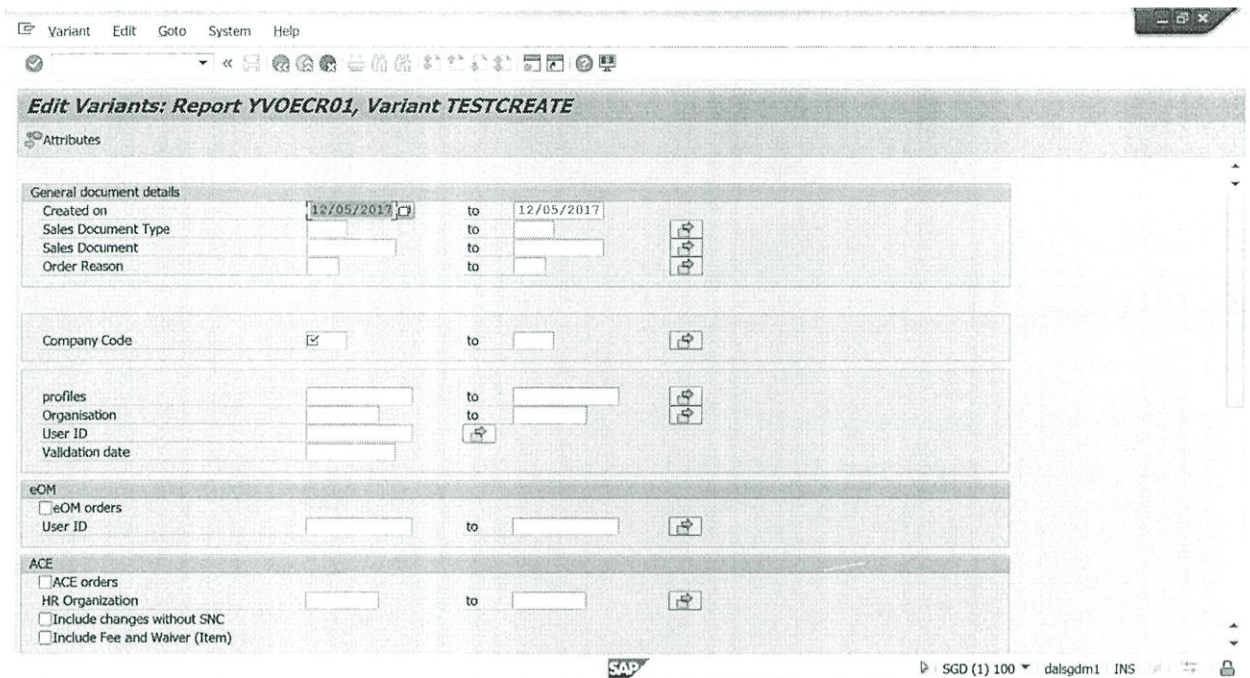 Variant Edit Goto System Help
Edit Variants: Report YVOECR01, Variant TESTCREATE
Attributes
General document details
Created on 12/05/2017 to 12/05/2017
Sales Document Type to
Sales Document to
Order Reason to
Company Code to
profiles to
Organisation to
User ID
Validation date
eOM
eOM orders
User ID to
ACE
ACE orders
HR Organization to
Include changes without SNC
Include Fee and Waiver (Item)
SAP SGD (1) 100 dalsgdm1 INS